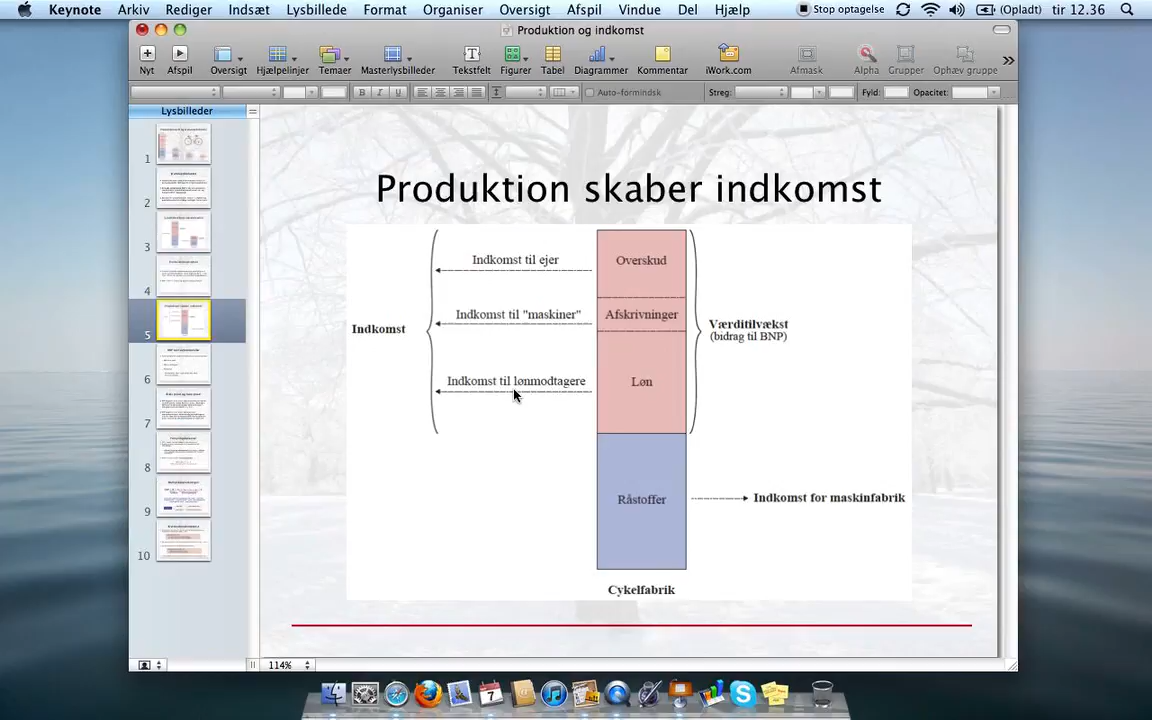 Keynote Arkiv Rediger Indsæt Lysbillede Format Organiser Oversigt Afspil Vindue Del Hjælp Stop optagelse (Opladt) tir 12.36
Produktion og indkomst
Nyt Afspil Oversigt Hjælpelinjer Temaer Masterlysbilleder Tekstfelt Figurer Tabel Diagrammer Kommentar iWork.com Afmask Alpha Grupper Ophæv gruppe
B I U Auto-formindsk Streg: Fyld: Opacitet:
Lysbilleder
1
2
3
4
5
6
7
8
9
10
Produktion skaber indkomst
Indkomst til ejer
Overskud
Indkomst til "maskiner"
Afskrivninger
Indkomst
Værditilvækst
(bidrag til BNP)
Indkomst til lønmodtagere
Løn
Råstoffer
Indkomst for maskinfabrik
Cykelfabrik
114%
7